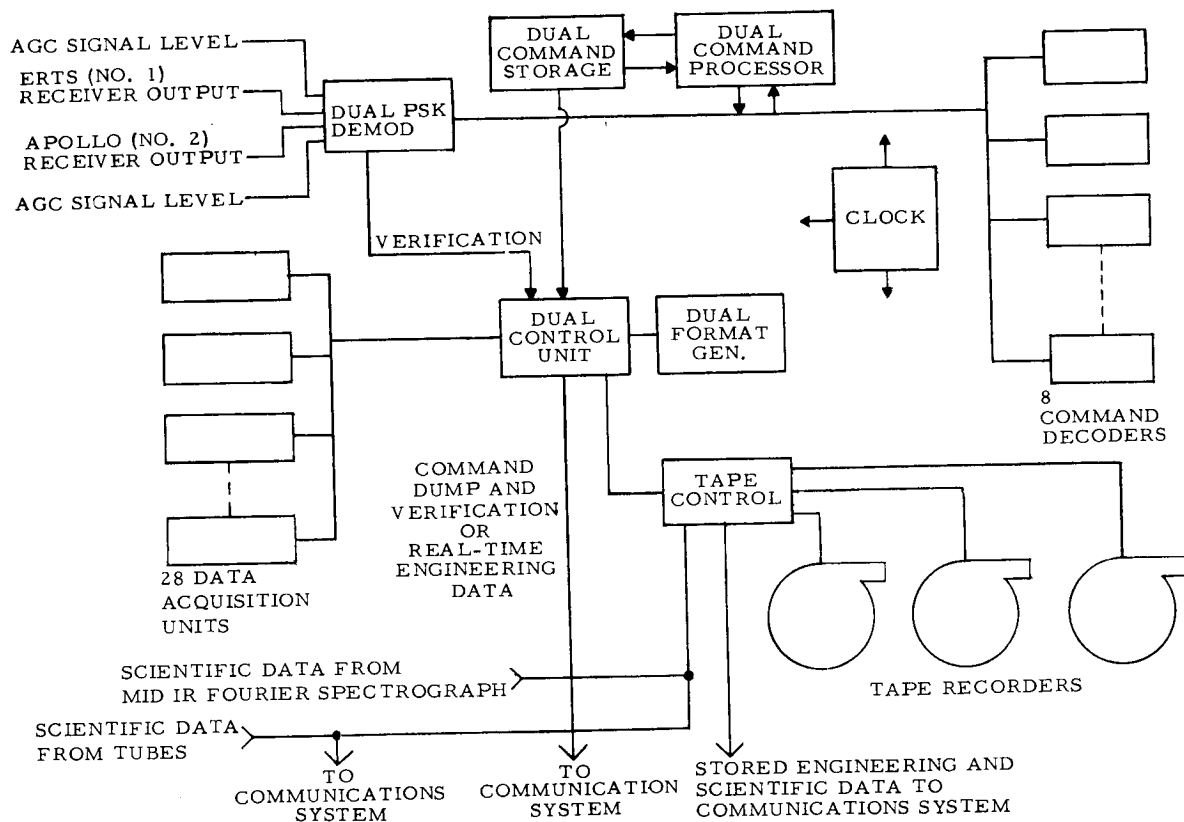 AGC SIGNAL LEVEL
ERTS (NO. 1)
RECEIVER OUTPUT
APOLLO (NO. 2)
RECEIVER OUTPUT
AGC SIGNAL LEVEL
DUAL PSK
DEMOD
DUAL
COMMAND
STORAGE
DUAL
COMMAND
PROCESSOR
CLOCK
VERIFICATION
DUAL
CONTROL
UNIT
DUAL
FORMAT
GEN.
8
COMMAND
DECODERS
28 DATA
ACQUISITION
UNITS
COMMAND
DUMP AND
VERIFICATION
OR
REAL-TIME
ENGINEERING
DATA
TAPE
CONTROL
TAPE RECORDERS
SCIENTIFIC DATA FROM
MID IR FOURIER SPECTROGRAPH
SCIENTIFIC DATA
FROM TUBES
TO
COMMUNICATIONS
SYSTEM
TO
COMMUNICATION
SYSTEM
STORED ENGINEERING AND
SCIENTIFIC DATA TO
COMMUNICATIONS SYSTEM